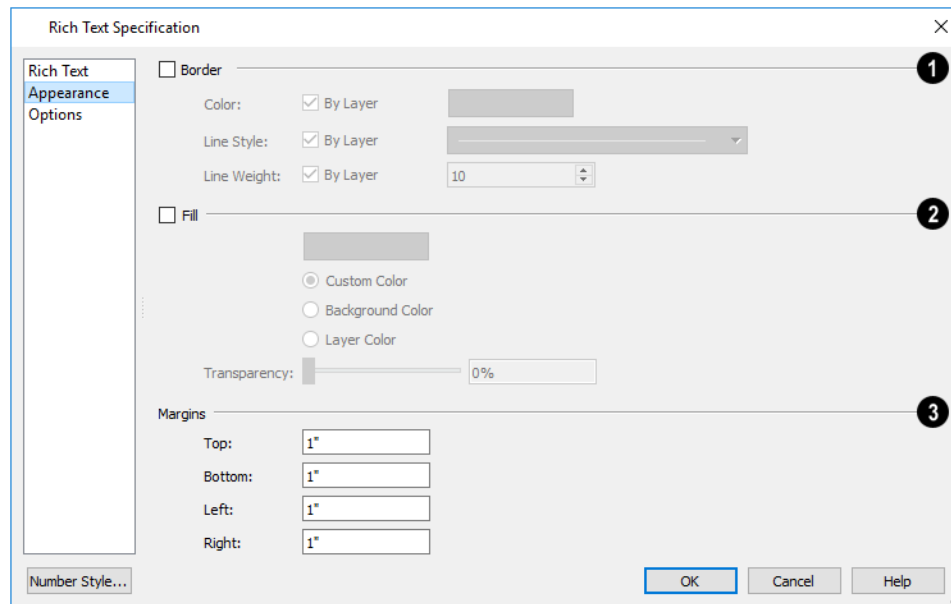 Rich Text Specification
Rich Text
Appearance
Options
Border
1
Color:
By Layer
Line Style:
By Layer
Line Weight:
By Layer
10
Fill
2
Custom Color
Background Color
Layer Color
Transparency:
0%
Margins
3
Top:
1"
Bottom:
1"
Left:
1"
Right:
1"
Number Style...
OK
Cancel
Help